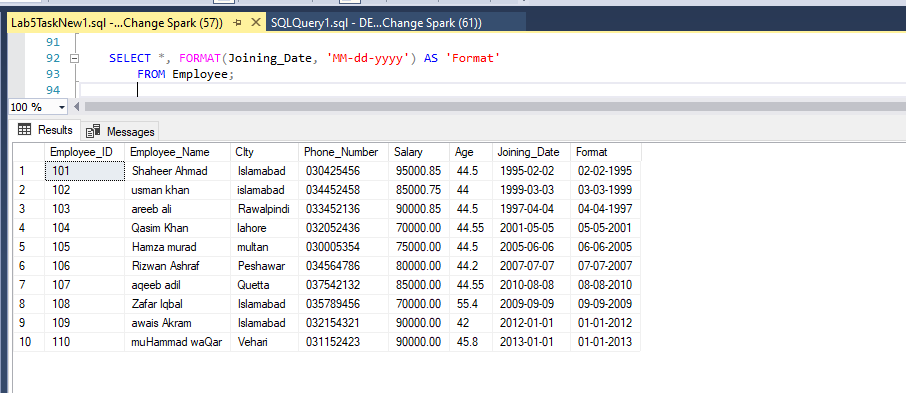 Lab5TaskNew1.sql -...Change Spark (57)) SQLQuery1.sql - DE...Change Spark (61))
91
92 SELECT *, FORMAT(Joining_Date, 'MM-dd-yyyy') AS 'Format'
93 FROM Employee;
94
100 %
Results Messages
Employee_ID Employee_Name CIty Phone_Number Salary Age Joining_Date Format
1 101 Shaheer Ahmad Islamabad 030425456 95000.85 44.5 1995-02-02 02-02-1995
2 102 usman khan islamabad 034452458 85000.75 44 1999-03-03 03-03-1999
3 103 areeb ali Rawalpindi 033452136 90000.85 44.5 1997-04-04 04-04-1997
4 104 Qasim Khan lahore 032052436 70000.00 44.55 2001-05-05 05-05-2001
5 105 Hamza murad multan 030005354 75000.00 44.5 2005-06-06 06-06-2005
6 106 Rizwan Ashraf Peshawar 034564786 80000.00 44.2 2007-07-07 07-07-2007
7 107 aqeeb adil Quetta 037542132 85000.00 44.55 2010-08-08 08-08-2010
8 108 Zafar Iqbal Islamabad 035789456 70000.00 55.4 2009-09-09 09-09-2009
9 109 awais Akram Islamabad 032154321 90000.00 42 2012-01-01 01-01-2012
10 110 muHammad waQar Vehari 031152423 90000.00 45.8 2013-01-01 01-01-2013